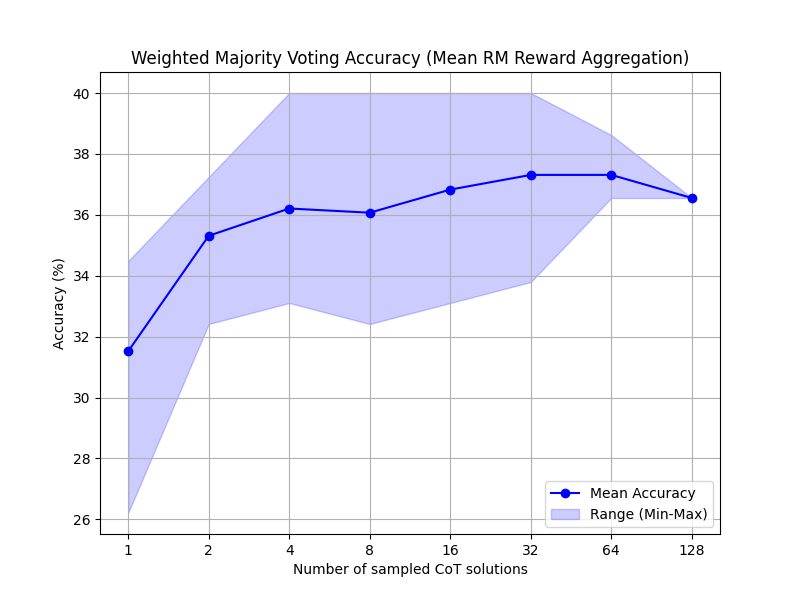 Weighted Majority Voting Accuracy (Mean RM Reward Aggregation)
40
38
36
34
32
30
28
26
Accuracy (%)
1 2 4 8 16 32 64 128
Number of sampled CoT solutions
Mean Accuracy
Range (Min-Max)